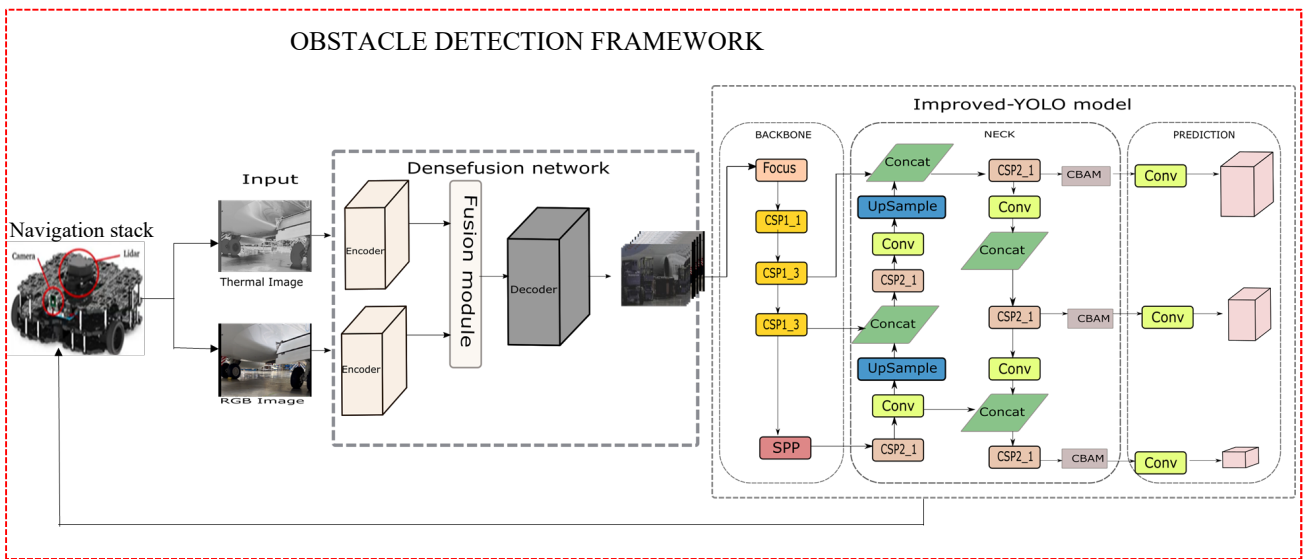 OBSTACLE DETECTION FRAMEWORK
Navigation stack
Camera
Lidar
Input
Thermal Image
RGB Image
Densefusion network
Encoder
Encoder
Fusion module
Decoder
Improved-YOLO model
BACKBONE
Focus
CSP1_1
CSP1_3
CSP1_3
SPP
NECK
Concat
UpSample
Conv
CSP2_1
Concat
UpSample
Conv
CSP2_1
CSP2_1
CBAM
Conv
Concat
CSP2_1
CBAM
Conv
Concat
CSP2_1
CBAM
PREDICTION
Conv
Conv
Conv